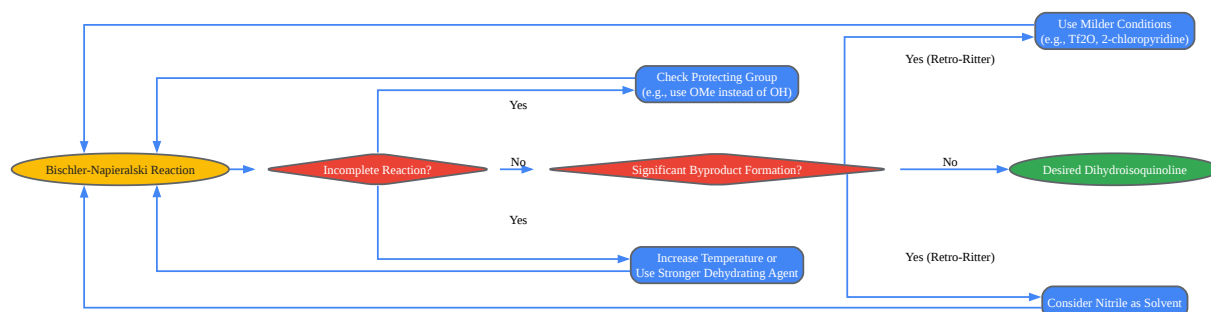 Use Milder Conditions
(e.g., Tf2O, 2-chloropyridine)
Yes (Retro-Ritter)
Check Protecting Group
(e.g., use OMe instead of OH)
Yes
Bischler-Napieralski Reaction
Incomplete Reaction?
No
Significant Byproduct Formation?
No
Desired Dihydroisoquinoline
Yes
Increase Temperature or
Use Stronger Dehydrating Agent
Yes (Retro-Ritter)
Consider Nitrile as Solvent